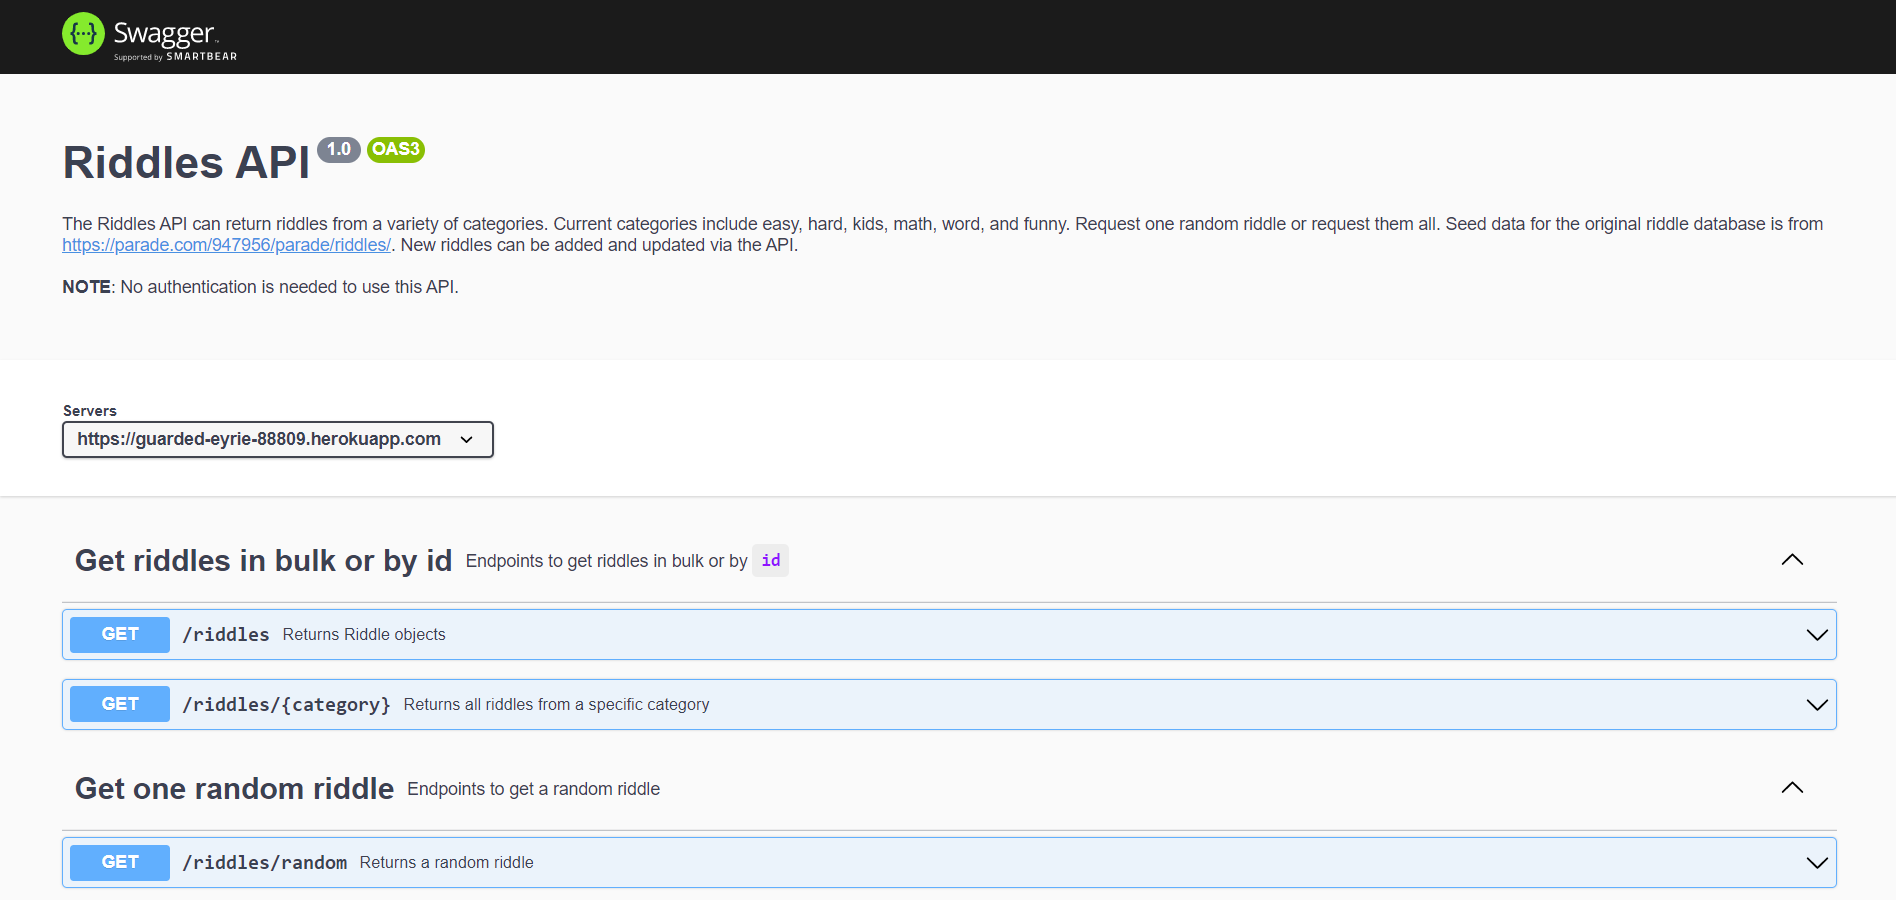 Swagger™
Supported by SMARTBEAR
Riddles API 1.0 OAS3
The Riddles API can return riddles from a variety of categories. Current categories include easy, hard, kids, math, word, and funny. Request one random riddle or request them all. Seed data for the original riddle database is from
https://parade.com/947956/parade/riddles/. New riddles can be added and updated via the API.
NOTE: No authentication is needed to use this API.
Servers
https://guarded-eyrie-88809.herokuapp.com
Get riddles in bulk or by id Endpoints to get riddles in bulk or by id
GET /riddles Returns Riddle objects
GET /riddles/{category} Returns all riddles from a specific category
Get one random riddle Endpoints to get a random riddle
GET /riddles/random Returns a random riddle